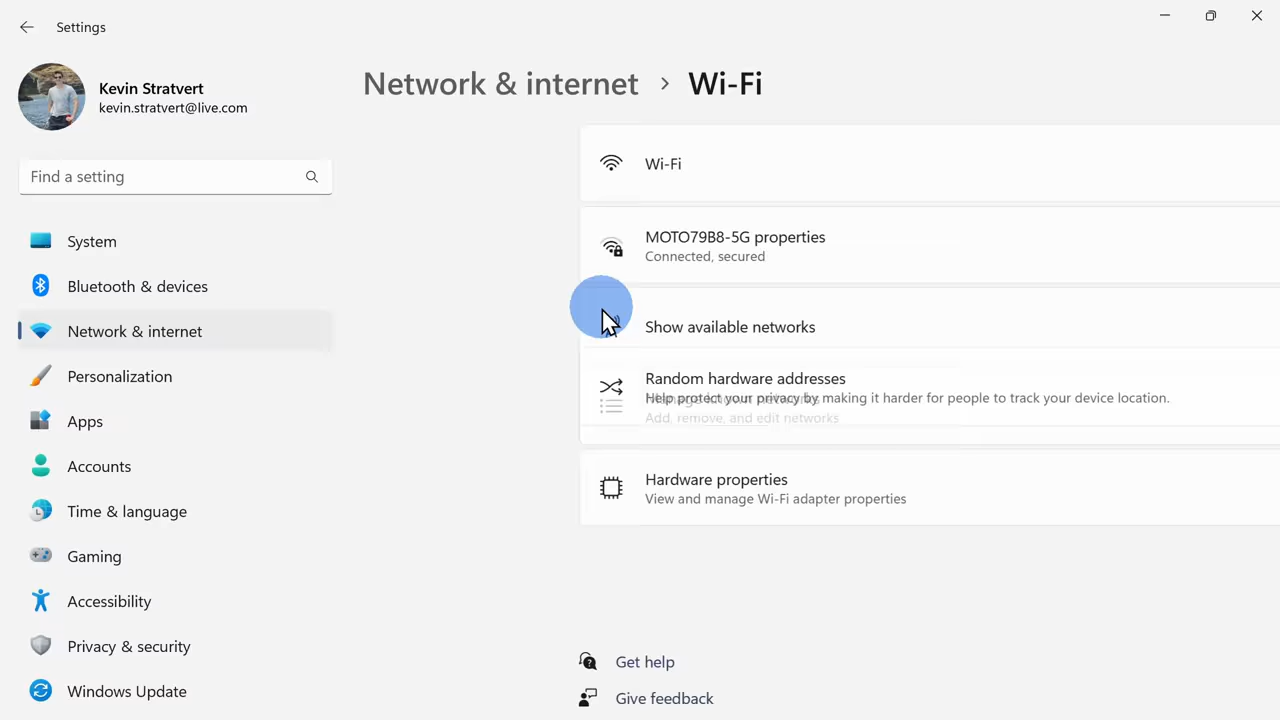 Settings
Kevin Stratvert
kevin.stratvert@live.com
Find a setting
System
Bluetooth & devices
Network & internet
Personalization
Apps
Accounts
Time & language
Gaming
Accessibility
Privacy & security
Windows Update
Network & internet > Wi-Fi
Wi-Fi
MOTO79B8-5G properties
Connected, secured
Show available networks
Random hardware addresses
Help protect your privacy by making it harder for people to track your device location.
Manage known networks
Add, remove, and edit networks
Hardware properties
View and manage Wi-Fi adapter properties
Get help
Give feedback